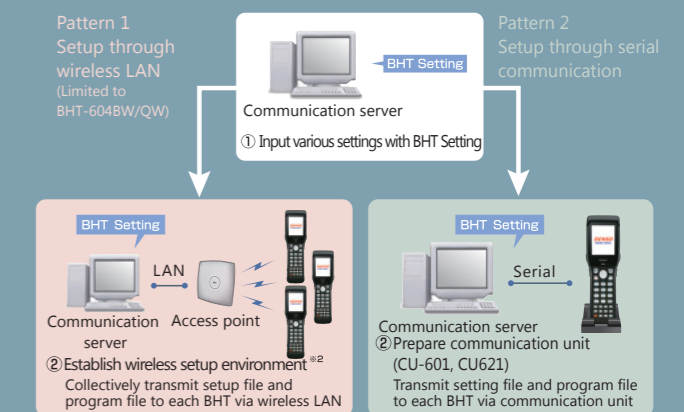 Pattern 1
Setup through
wireless LAN
(Limited to
BHT-604BW/QW)
Pattern 2
Setup through serial
communication
BHT Setting
Communication server
① Input various settings with BHT Setting
BHT Setting
LAN
Communication
server
Access point
②Establish wireless setup environment ※2
Collectively transmit setup file and
program file to each BHT via wireless LAN
BHT Setting
Serial
Communication server
②Prepare communication unit
(CU-601, CU621)
Transmit setting file and program file
to each BHT via communication unit